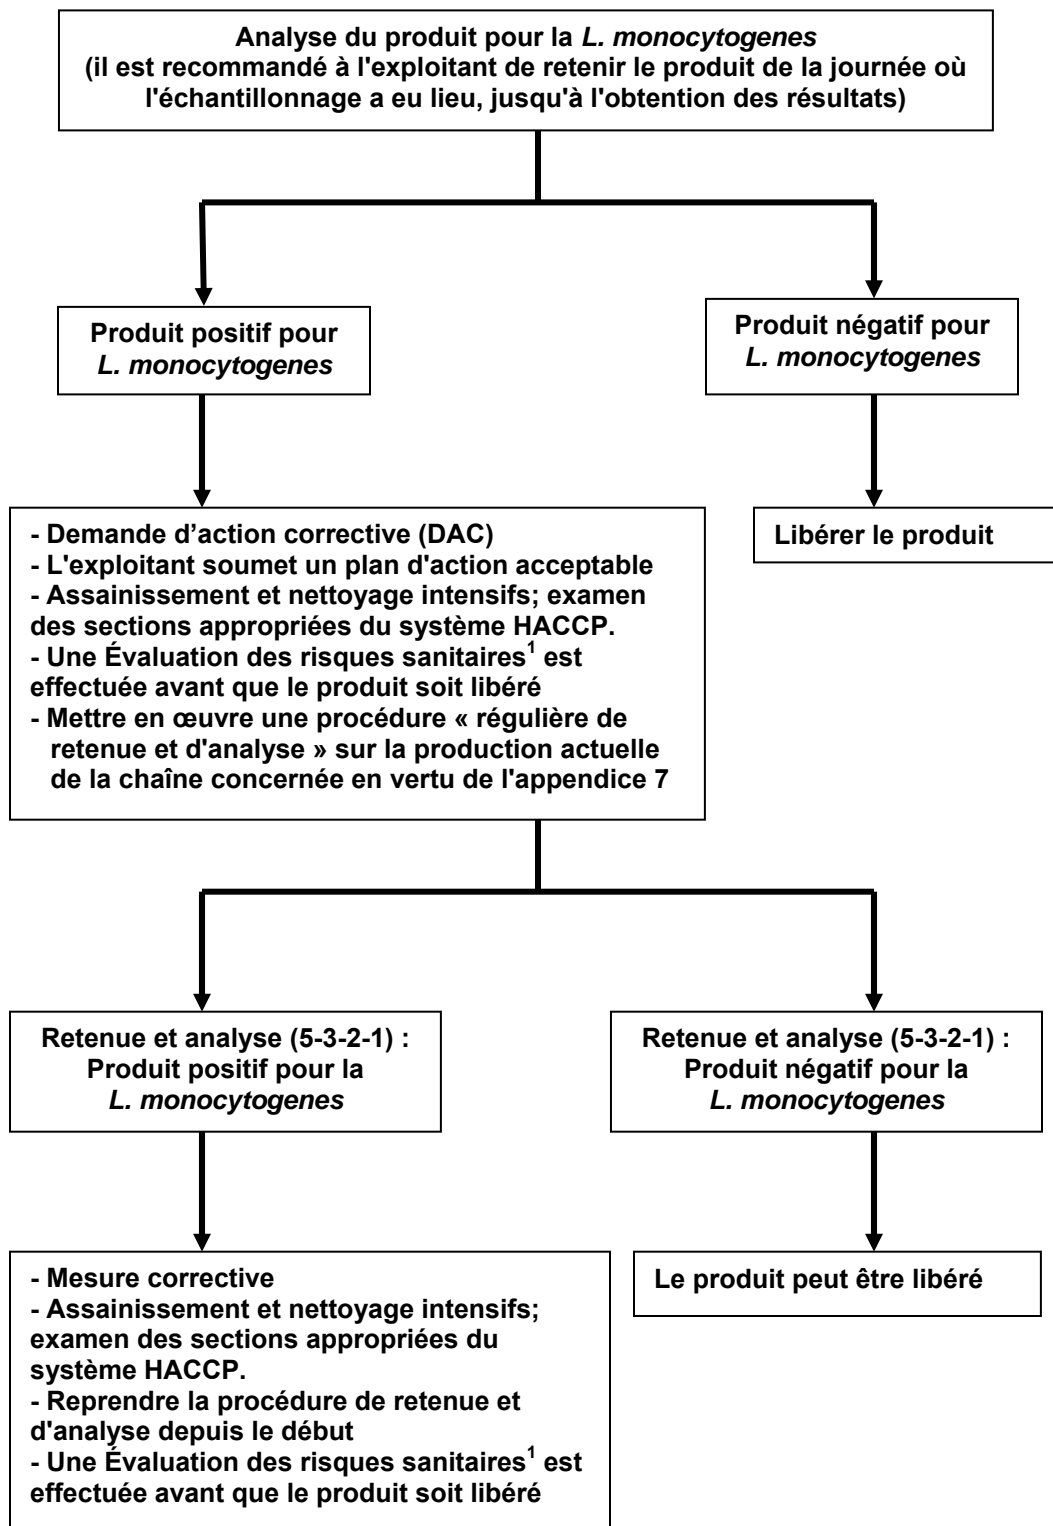 Analyse du produit pour la L. monocytogenes
(il est recommandé à l'exploitant de retenir le produit de la journée où
l'échantillonnage a eu lieu, jusqu'à l'obtention des résultats)
Produit positif pour
L. monocytogenes
Produit négatif pour
L. monocytogenes
- Demande d’action corrective (DAC)
- L'exploitant soumet un plan d'action acceptable
- Assainissement et nettoyage intensifs; examen
des sections appropriées du système HACCP.
- Une Évaluation des risques sanitaires¹ est
effectuée avant que le produit soit libéré
- Mettre en œuvre une procédure « régulière de
retenue et d'analyse » sur la production actuelle
de la chaîne concernée en vertu de l'appendice 7
Libérer le produit
Retenue et analyse (5-3-2-1) :
Produit positif pour la
L. monocytogenes
Retenue et analyse (5-3-2-1) :
Produit négatif pour la
L. monocytogenes
- Mesure corrective
- Assainissement et nettoyage intensifs;
examen des sections appropriées du
système HACCP.
- Reprendre la procédure de retenue et
d'analyse depuis le début
- Une Évaluation des risques sanitaires¹ est
effectuée avant que le produit soit libéré
Le produit peut être libéré